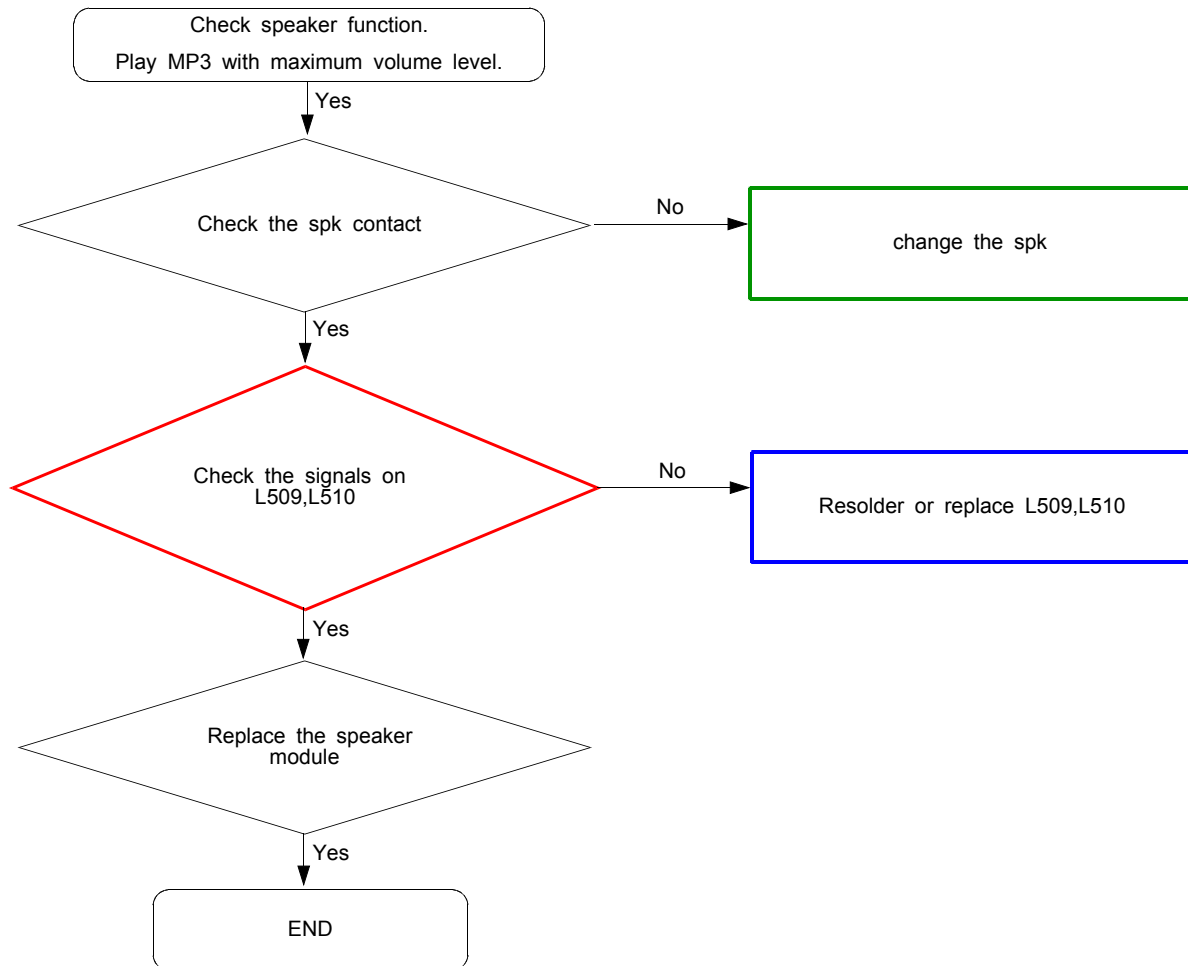 Check speaker function.
Play MP3 with maximum volume level.
Yes
Check the spk contact
No
change the spk
Yes
Check the signals on
L509,L510
No
Resolder or replace L509,L510
Yes
Replace the speaker
module
Yes
END